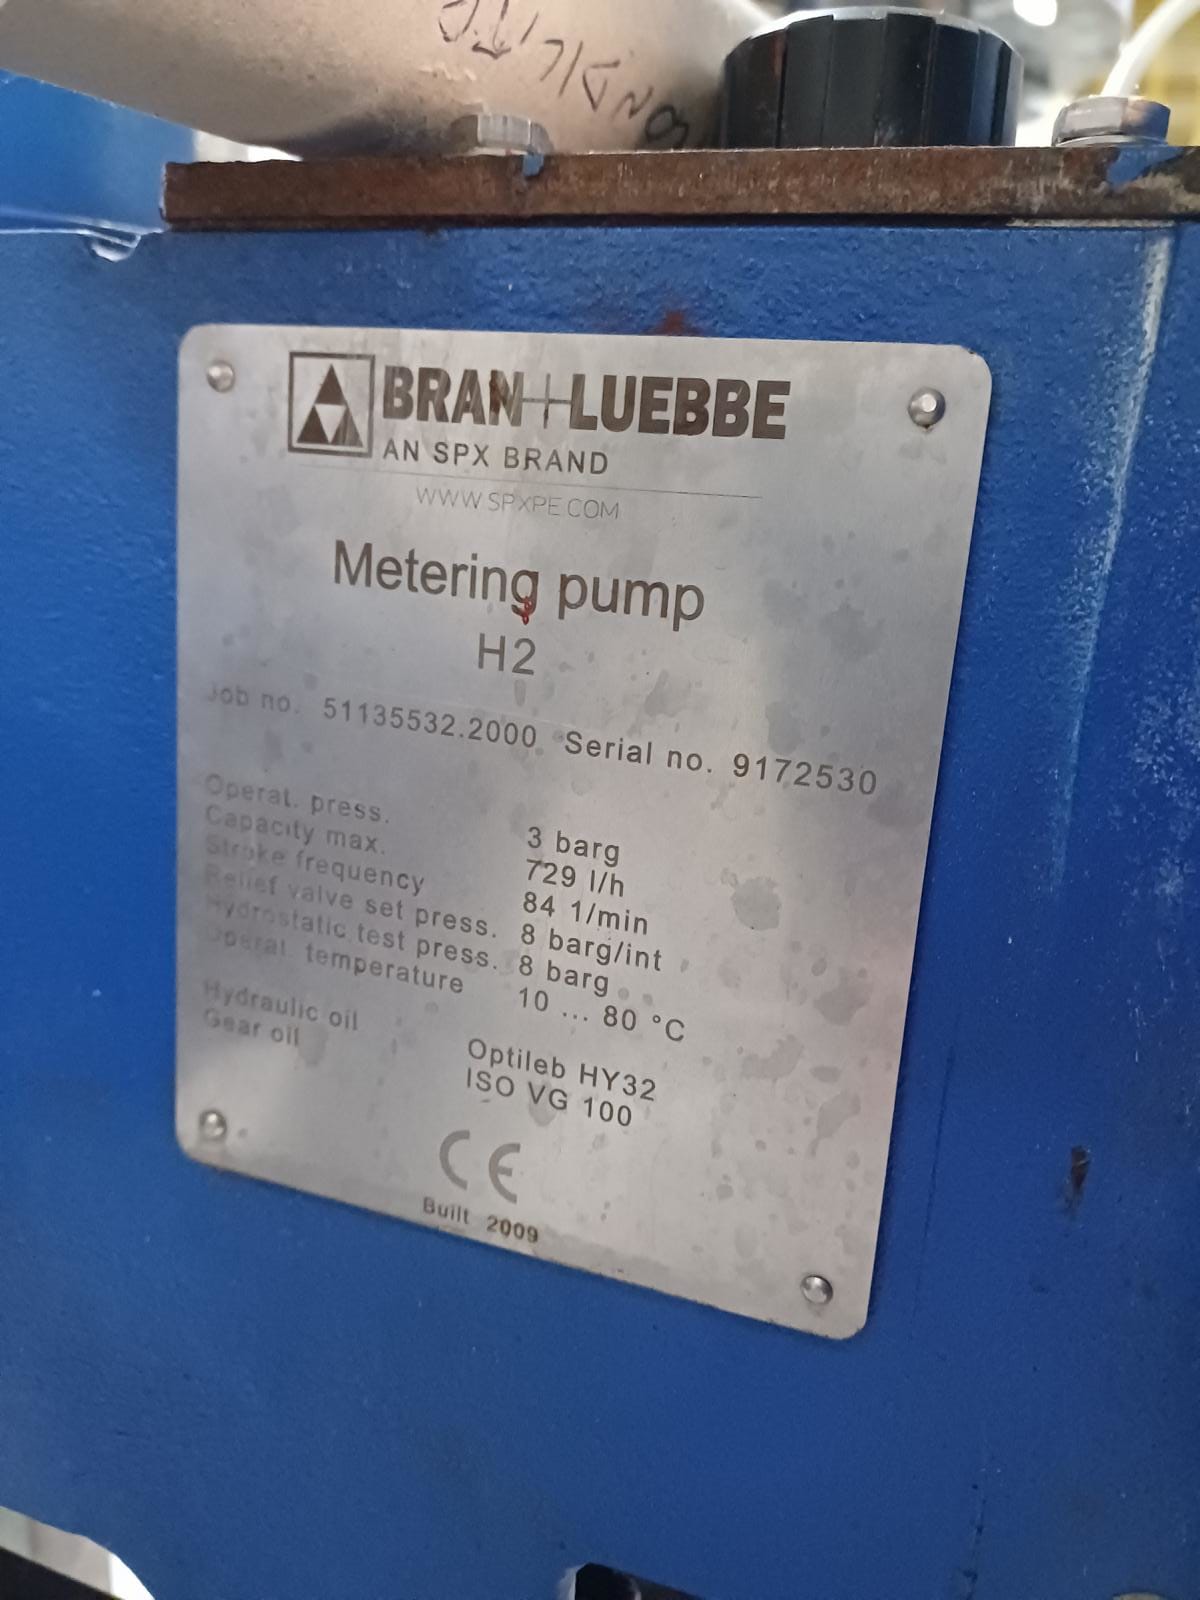 BRAN+LUEBBE
AN SPX BRAND
WWW.SPXPE.COM
Metering pump
H2
Job no. 51135532.2000 Serial no. 9172530
Operat. press. 3 barg
Capacity max. 729 l/h
Stroke frequency 84 1/min
Relief valve set press. 8 barg/int
Hydrostatic test press. 8 barg
Operat. temperature 10 ... 80 °C
Hydraulic oil Optileb HY32
Gear oil ISO VG 100
CE
Built 2009